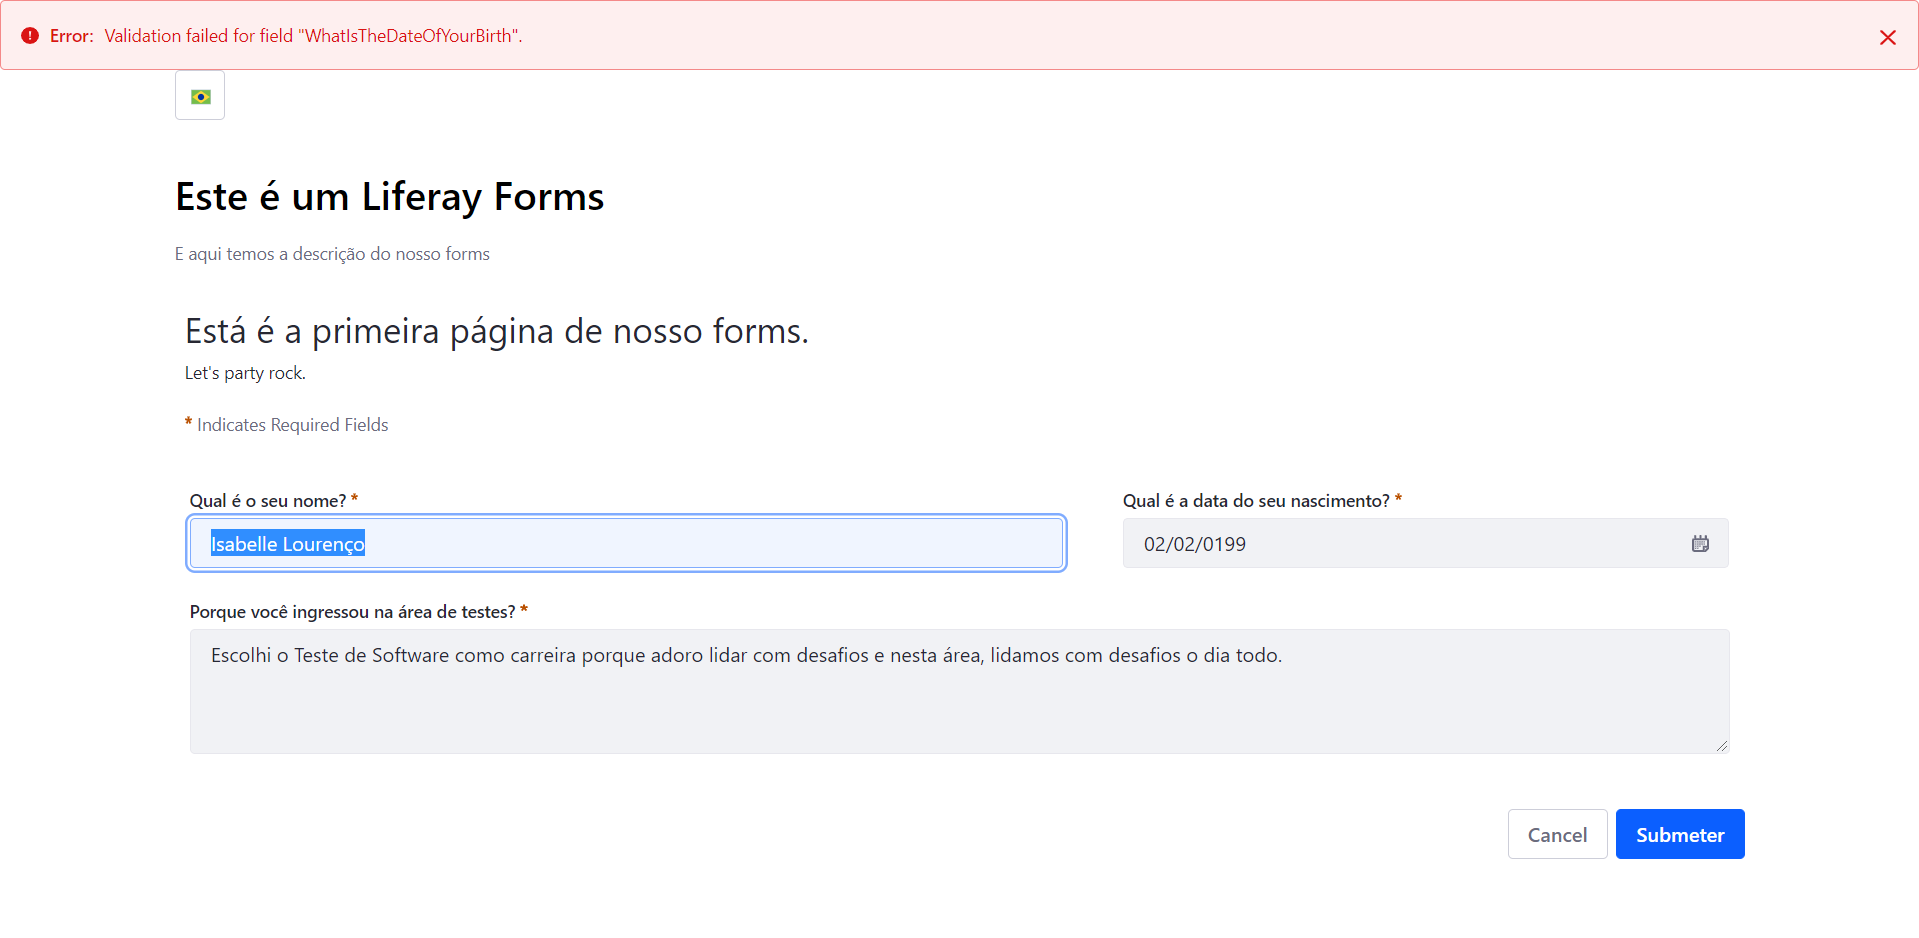 Error: Validation failed for field "WhatIsTheDateOfYourBirth".
Este é um Liferay Forms
E aqui temos a descrição do nosso forms
Está é a primeira página de nosso forms.
Let's party rock.
* Indicates Required Fields
Qual é o seu nome? *
Isabelle Lourenço
Qual é a data do seu nascimento? *
02/02/0199
Porque você ingressou na área de testes? *
Escolhi o Teste de Software como carreira porque adoro lidar com desafios e nesta área, lidamos com desafios o dia todo.
Cancel
Submeter